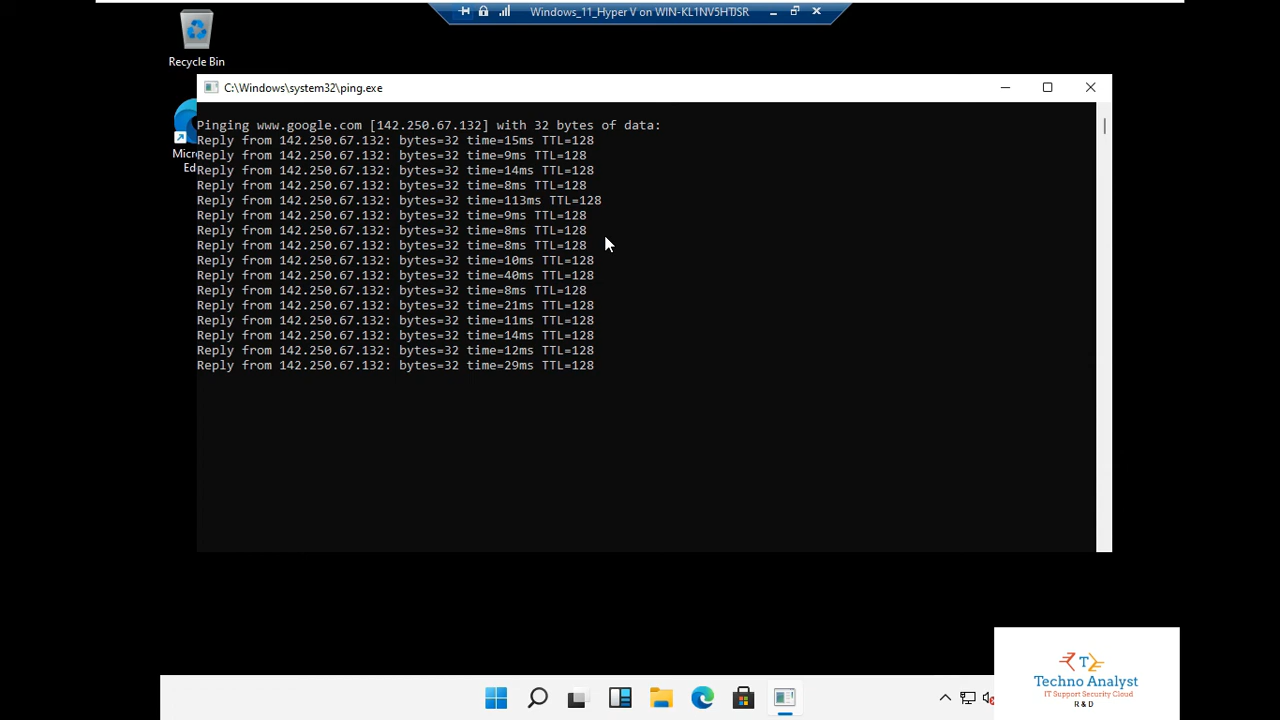 Windows_11_Hyper V on WIN-KL1NV5HTJSR
Recycle Bin
C:\Windows\system32\ping.exe
Micr
Ed
Pinging www.google.com [142.250.67.132] with 32 bytes of data:
Reply from 142.250.67.132: bytes=32 time=15ms TTL=128
Reply from 142.250.67.132: bytes=32 time=9ms TTL=128
Reply from 142.250.67.132: bytes=32 time=14ms TTL=128
Reply from 142.250.67.132: bytes=32 time=8ms TTL=128
Reply from 142.250.67.132: bytes=32 time=113ms TTL=128
Reply from 142.250.67.132: bytes=32 time=9ms TTL=128
Reply from 142.250.67.132: bytes=32 time=8ms TTL=128
Reply from 142.250.67.132: bytes=32 time=8ms TTL=128
Reply from 142.250.67.132: bytes=32 time=10ms TTL=128
Reply from 142.250.67.132: bytes=32 time=40ms TTL=128
Reply from 142.250.67.132: bytes=32 time=8ms TTL=128
Reply from 142.250.67.132: bytes=32 time=21ms TTL=128
Reply from 142.250.67.132: bytes=32 time=11ms TTL=128
Reply from 142.250.67.132: bytes=32 time=14ms TTL=128
Reply from 142.250.67.132: bytes=32 time=12ms TTL=128
Reply from 142.250.67.132: bytes=32 time=29ms TTL=128
T
Techno Analyst
IT Support Security Cloud
R & D